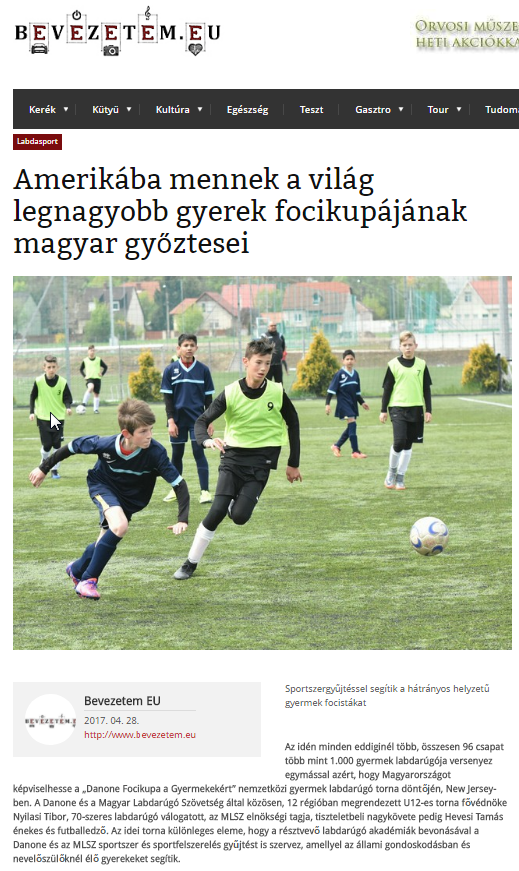 BEVEZETEM.EU
ORVOSI MŰSZE
HETI AKCIÓKKA
Kerék Kütyü Kultúra Egészség Teszt Gasztro Tour Tudomá
Labdasport
Amerikába mennek a világ
legnagyobb gyerek focikupájának
magyar győztesei
9
Bevezetem EU
2017. 04. 28.
http://www.bevezetem.eu
Sportszergyűjtéssel segítik a hátrányos helyzetű
gyermek focistákat
Az idén minden eddiginél több, összesen 96 csapat
több mint 1.000 gyermek labdarúgója versenyez
egymással azért, hogy Magyarországot
képviselhesse a „Danone Focikupa a Gyermekekért” nemzetközi gyermek labdarúgó torna döntőjén, New Jersey-
ben. A Danone és a Magyar Labdarúgó Szövetség által közösen, 12 régióban megrendezett U12-es torna fővédnöke
Nyilasi Tibor, 70-szeres labdarúgó válogatott, az MLSZ elnökségi tagja, tiszteletbeli nagykövete pedig Hevesi Tamás
énekes és futballedző. Az idei torna különleges eleme, hogy a résztvevő labdarúgó akadémiák bevonásával a
Danone és az MLSZ sportszer és sportfelszerelés gyűjtést is szervez, amellyel az állami gondoskodásban és
nevelőszülőknél élő gyerekeket segítik.